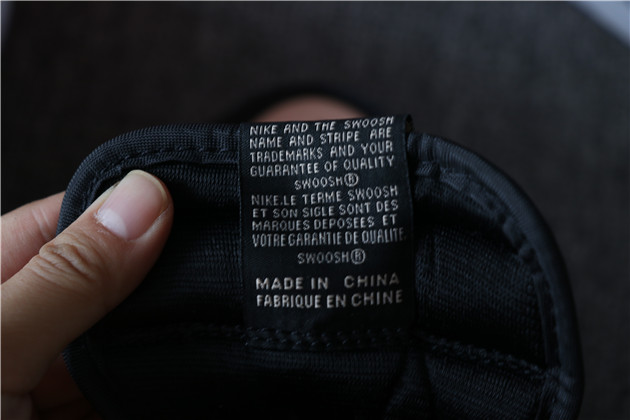 NIKE AND THE SWOOSH
NAME AND STRIPE ARE
TRADEMARKS AND YOUR
GUARANTEE OF QUALITY
SWOOSH®
NIKE.LE TERME SWOOSH
ET SON SIGLE SONT DES
MARQUES DEPOSEES ET
VOTRE GARANTIE DE QUALITE
SWOOSH®
MADE IN CHINA
FABRIQUE EN CHINE